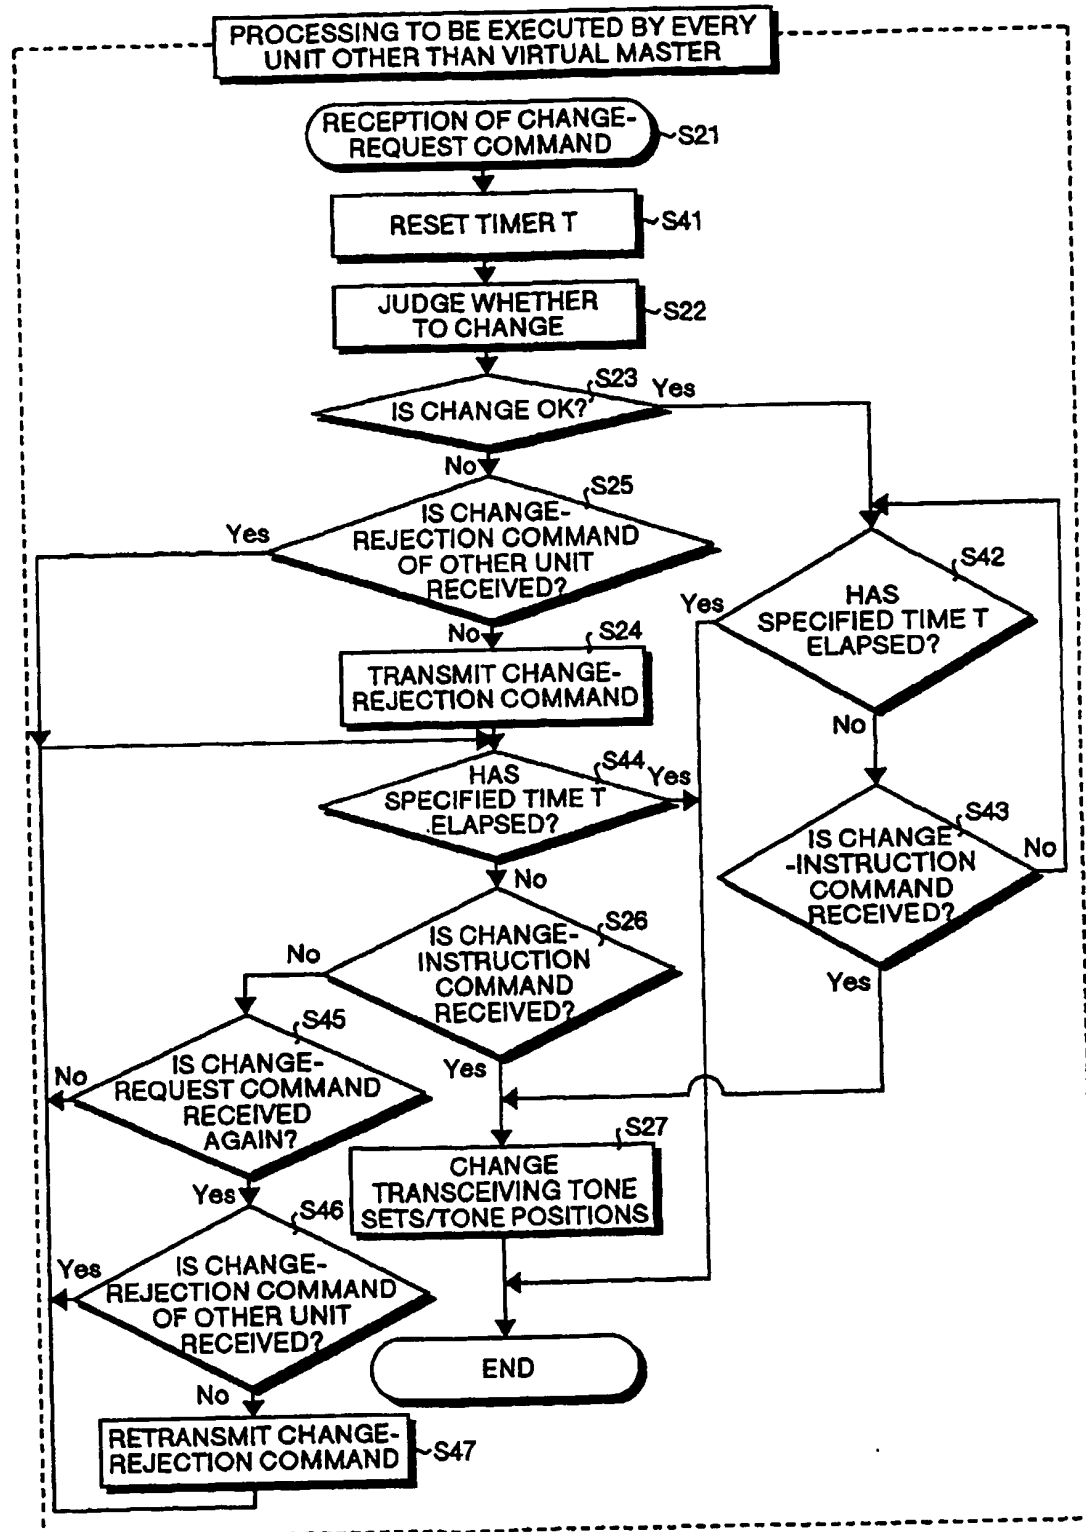 PROCESSING TO BE EXECUTED BY EVERY
UNIT OTHER THAN VIRTUAL MASTER
RECEPTION OF CHANGE-
REQUEST COMMAND
S21
RESET TIMER T
S41
JUDGE WHETHER
TO CHANGE
S22
IS CHANGE OK?
S23
Yes
No
IS CHANGE-
REJECTION COMMAND
OF OTHER UNIT
RECEIVED?
S25
Yes
No
TRANSMIT CHANGE-
REJECTION COMMAND
S24
HAS
SPECIFIED TIME T
ELAPSED?
S42
Yes
No
HAS
SPECIFIED TIME T
ELAPSED?
S44
Yes
No
IS CHANGE
-INSTRUCTION
COMMAND
RECEIVED?
S43
No
Yes
IS CHANGE-
INSTRUCTION
COMMAND
RECEIVED?
S26
No
Yes
IS CHANGE-
REQUEST COMMAND
RECEIVED
AGAIN?
S45
No
Yes
CHANGE
TRANSCEIVING TONE
SETS/TONE POSITIONS
S27
IS CHANGE-
REJECTION COMMAND
OF OTHER UNIT
RECEIVED?
S46
Yes
No
END
RETRANSMIT CHANGE-
REJECTION COMMAND
S47